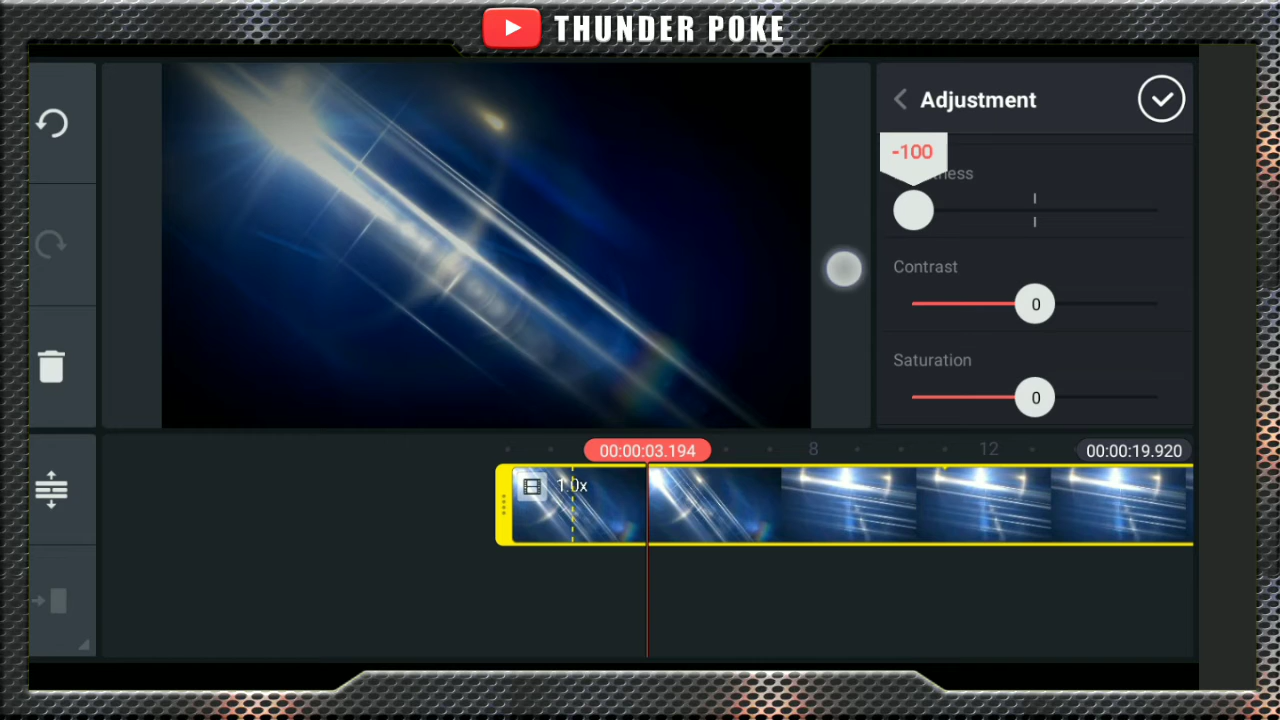 THUNDER POKE
Adjustment
-100
ness
Contrast
0
Saturation
0
00:00:03.194
8
12
00:00:19.920
1.0x